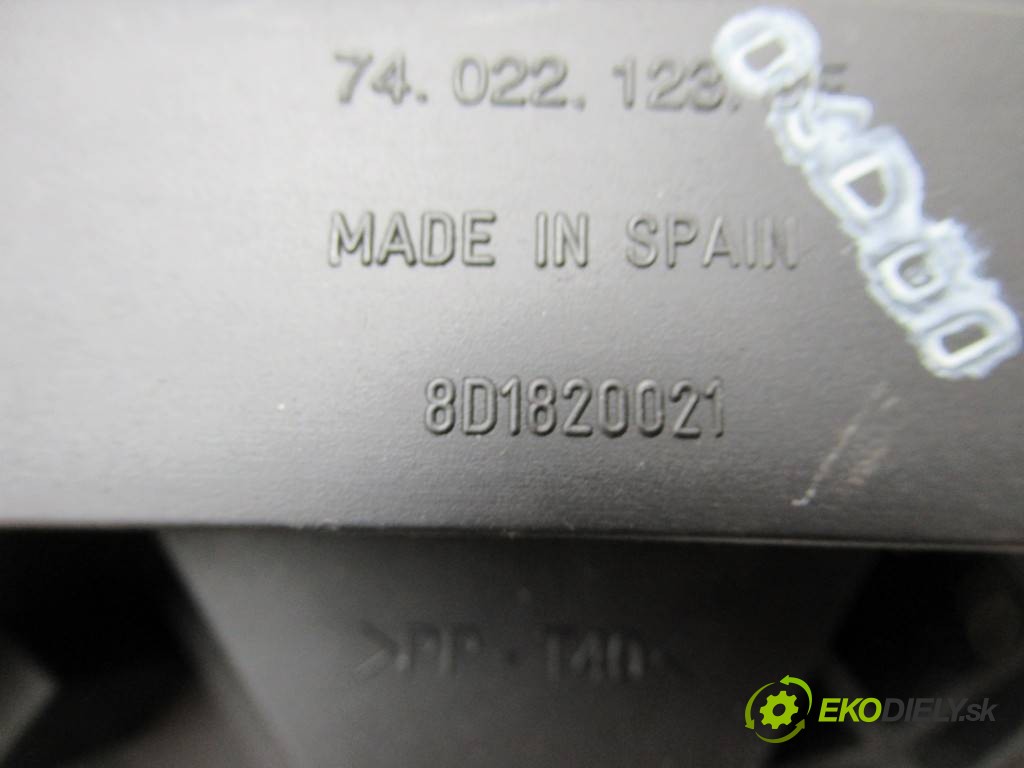 74. 022. 123.
MADE IN SPAIN
8D1820021
>PP - T40<
EKODIELY.sk